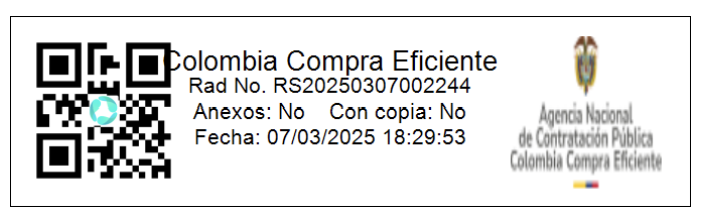 Colombia Compra Eficiente
Rad No. RS20250307002244
Anexos: No Con copia: No
Fecha: 07/03/2025 18:29:53
Agencia Nacional
de Contratación Pública
Colombia Compra Eficiente